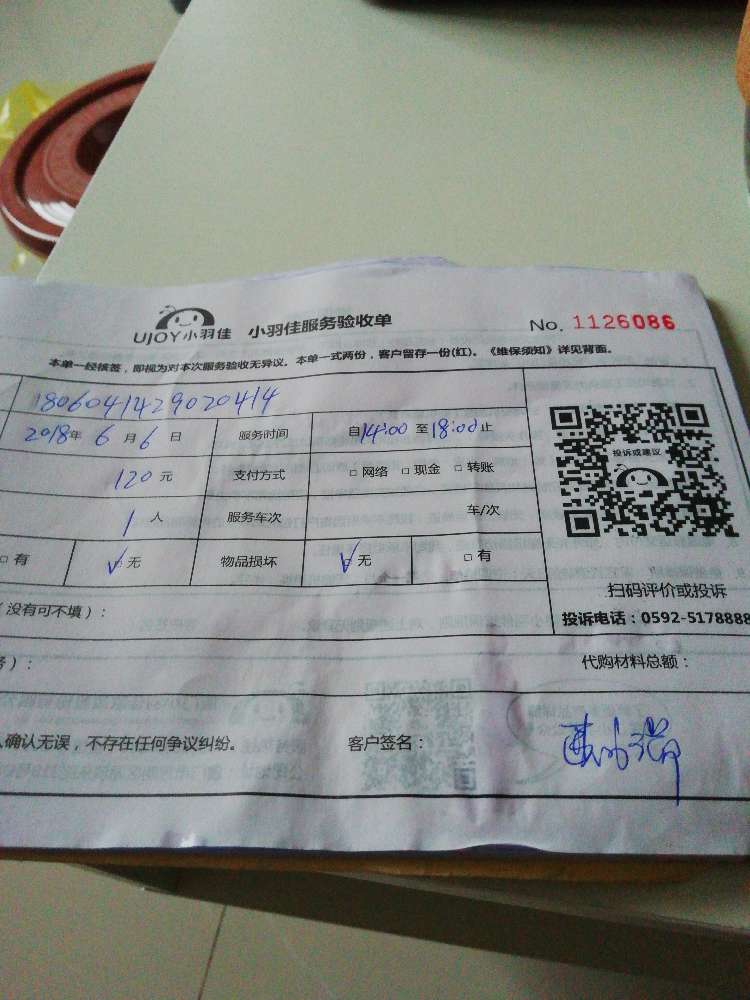 UJOY小羽佳 小羽佳服务验收单 No. 1126086
本单一经核签，即视为对本次服务验收无异议。本单一式两份，客户留存一份(红)。《维保须知》详见背面。
1806041429020414
2018年 6 月 6 日 服务时间 自14:00 至18:00止
120 元 支付方式 □ 网络 □ 现金 □ 转账
投诉或建议
1 人 服务车次 车/次
□ 有 √ 无 物品损坏 √ 无 □ 有
扫码评价或投诉
（没有可不填）：
投诉电话：0592-5178888
）： 代购材料总额：
确认无误，不存在任何争议纠纷。 客户签名：